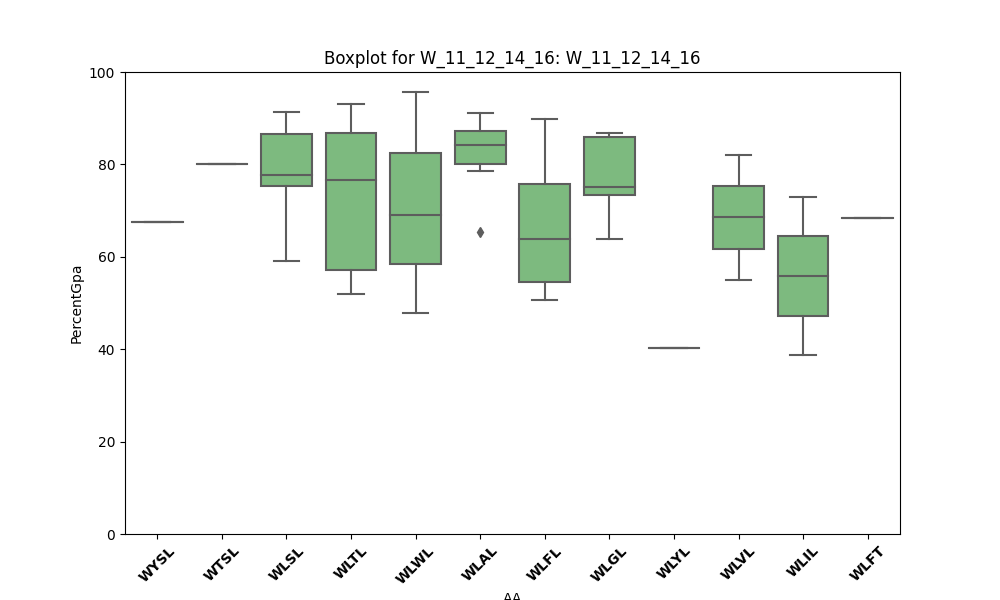 Boxplot for W_11_12_14_16: W_11_12_14_16
PercentGpa
100
80
60
40
20
0
WYSL
WTSL
WLSL
WLTL
WLWL
WLAL
WLFL
WLGL
WLYL
WLVL
WLIL
WLFT
AA